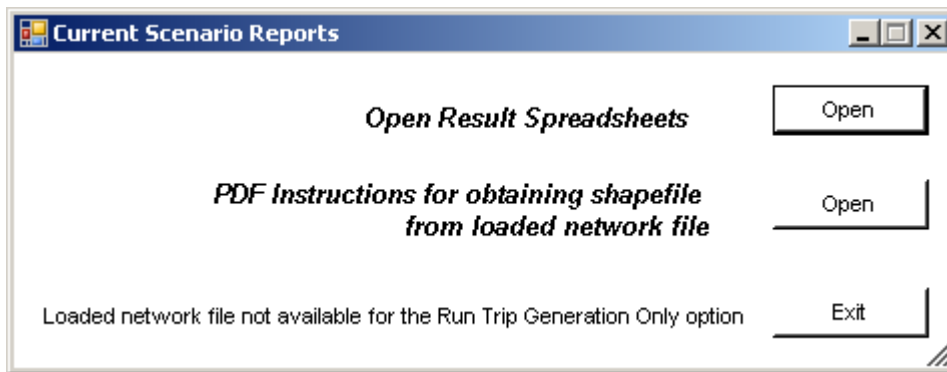 Current Scenario Reports
Open Result Spreadsheets
Open
PDF Instructions for obtaining shapefile
from loaded network file
Open
Loaded network file not available for the Run Trip Generation Only option
Exit